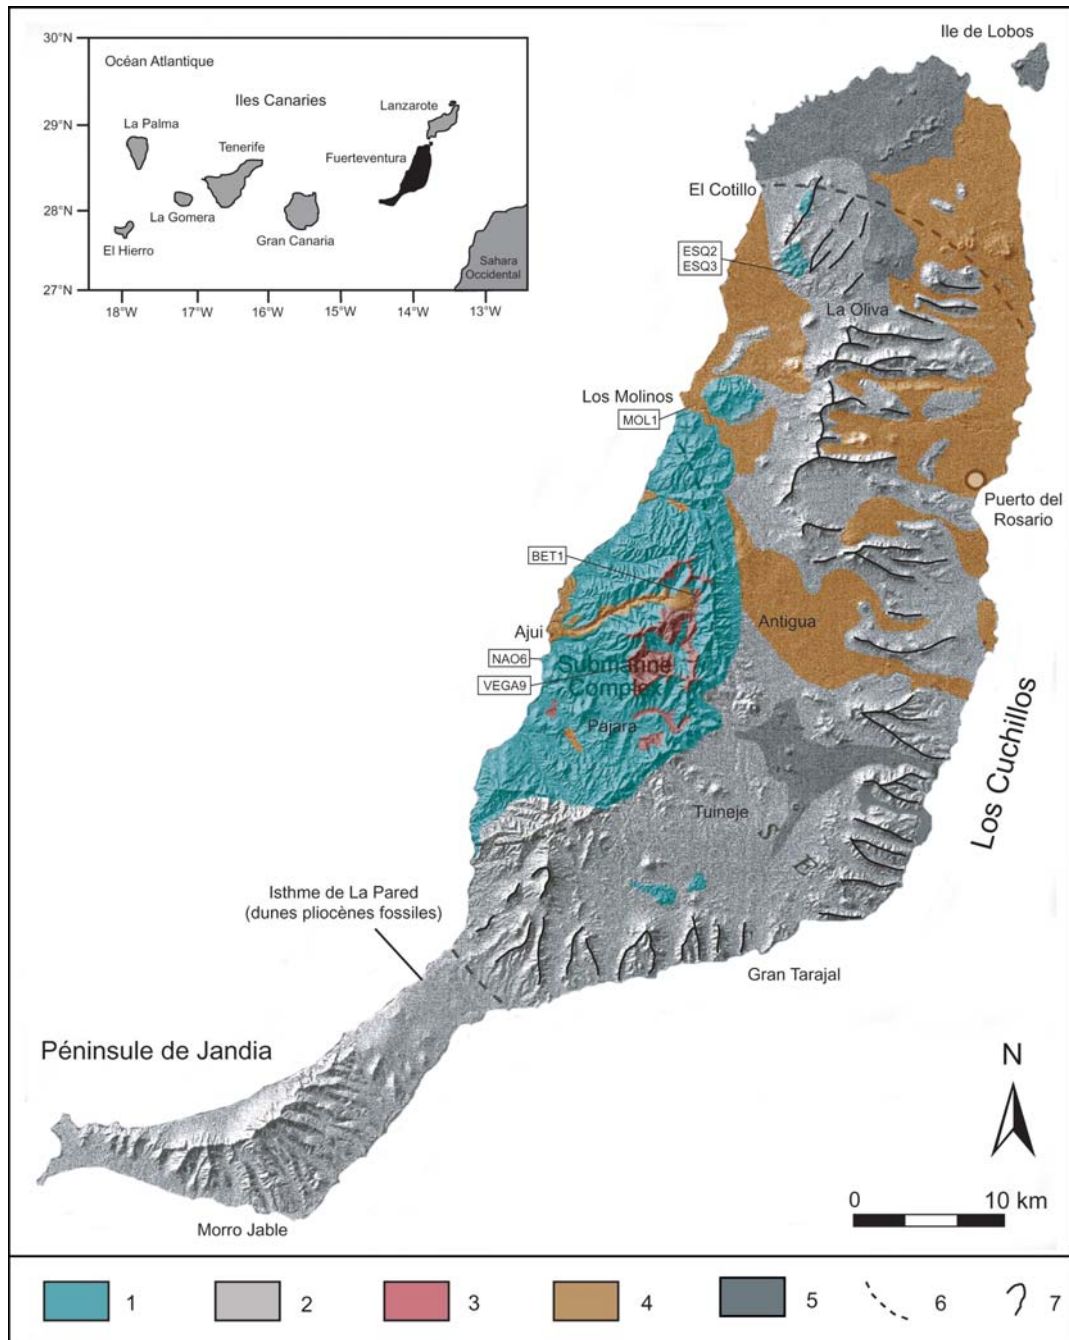 30°N
29°N
28°N
27°N
18°W
17°W
16°W
15°W
14°W
13°W
Océan Atlantique
Iles Canaries
La Palma
Tenerife
Lanzarote
Fuerteventura
La Gomera
El Hierro
Gran Canaria
Sahara
Occidental
Ile de Lobos
El Cotillo
ESQ2
ESQ3
La Oliva
Los Molinos
MOL1
Puerto del
Rosario
BET1
Antigua
Ajui
NAO6
VEGA9
Submarine
Complex
Pajara
Los Cuchillos
Tuineje
S
E
Isthme de La Pared
(dunes pliocènes fossiles)
Gran Tarajal
Péninsule de Jandia
Morro Jable
N
0
10 km
1
2
3
4
5
6
7